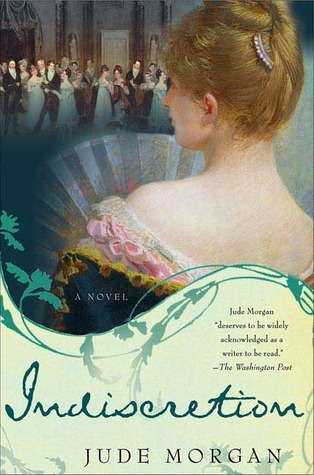 A NOVEL
Jude Morgan
"deserves to be widely
acknowledged as a
writer to be read."
—The Washington Post
Indiscretion
JUDE MORGAN